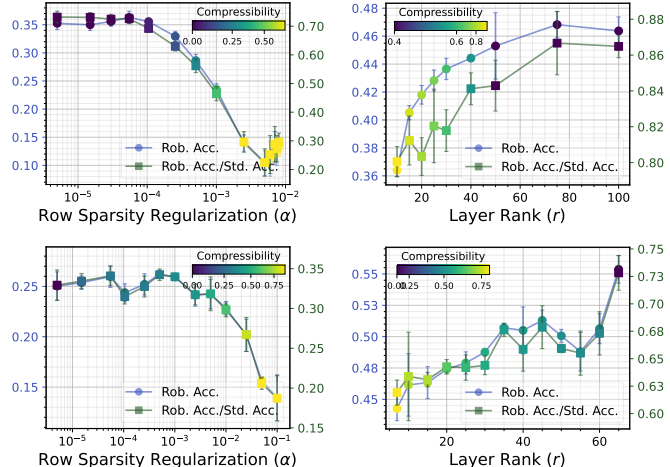 Compressibility
0.00 0.25 0.50
0.35
0.30
0.25
0.20
0.15
0.10
0.70
0.60
0.50
0.40
0.30
0.20
Rob. Acc.
Rob. Acc./Std. Acc.
10⁻⁵ 10⁻⁴ 10⁻³ 10⁻²
Row Sparsity Regularization (α)
Compressibility
0.4 0.6 0.8
0.48
0.46
0.44
0.42
0.40
0.38
0.36
0.88
0.86
0.84
0.82
0.80
Rob. Acc.
Rob. Acc./Std. Acc.
20 40 60 80 100
Layer Rank (r)
Compressibility
0.00 0.25 0.50 0.75
0.25
0.20
0.15
0.35
0.30
0.25
0.20
0.15
Rob. Acc.
Rob. Acc./Std. Acc.
10⁻⁵ 10⁻⁴ 10⁻³ 10⁻² 10⁻¹
Row Sparsity Regularization (α)
Compressibility
0.00 0.25 0.50 0.75
0.55
0.53
0.50
0.48
0.45
0.75
0.73
0.70
0.68
0.65
0.63
0.60
Rob. Acc.
Rob. Acc./Std. Acc.
20 40 60
Layer Rank (r)